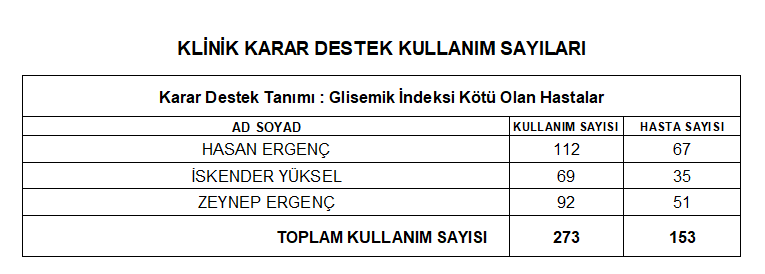 KLİNİK KARAR DESTEK KULLANIM SAYILARI
Karar Destek Tanımı : Glisemik İndeksi Kötü Olan Hastalar
AD SOYAD KULLANIM SAYISI HASTA SAYISI
HASAN ERGENÇ 112 67
İSKENDER YÜKSEL 69 35
ZEYNEP ERGENÇ 92 51
TOPLAM KULLANIM SAYISI 273 153